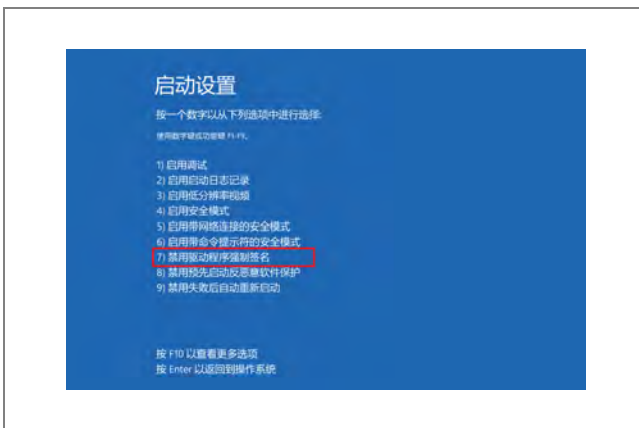 启动设置
按一个数字以从下列选项中进行选择:
使用数字键或功能键 F1-F9。
1) 启用调试
2) 启用启动日志记录
3) 启用低分辨率视频
4) 启用安全模式
5) 启用带网络连接的安全模式
6) 启用带命令提示符的安全模式
7) 禁用驱动程序强制签名
8) 禁用预先启动反恶意软件保护
9) 禁用失败后自动重新启动
按 F10 以查看更多选项
按 Enter 以返回到操作系统